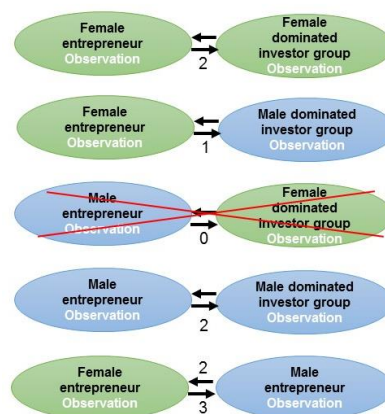 Female
entrepreneur
Observation
2
Female
dominated
investor group
Observation
Female
entrepreneur
Observation
1
Male dominated
investor group
Observation
Male
entrepreneur
Observation
0
Female
dominated
investor group
Observation
Male
entrepreneur
Observation
2
Male dominated
investor group
Observation
Female
entrepreneur
Observation
2
3
Male
entrepreneur
Observation